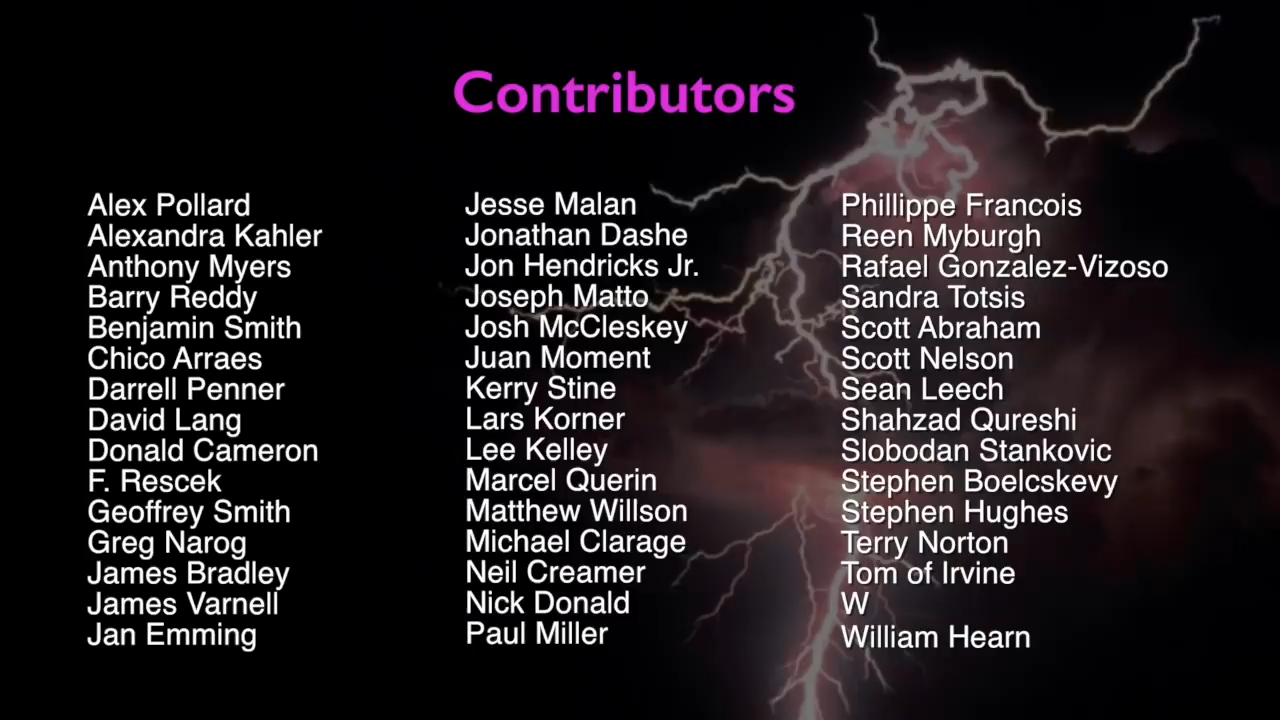 Contributors
Alex Pollard
Alexandra Kahler
Anthony Myers
Barry Reddy
Benjamin Smith
Chico Arraes
Darrell Penner
David Lang
Donald Cameron
F. Rescek
Geoffrey Smith
Greg Narog
James Bradley
James Varnell
Jan Emming
Jesse Malan
Jonathan Dashe
Jon Hendricks Jr.
Joseph Matto
Josh McCleskey
Juan Moment
Kerry Stine
Lars Korner
Lee Kelley
Marcel Querin
Matthew Willson
Michael Clarage
Neil Creamer
Nick Donald
Paul Miller
Phillippe Francois
Reen Myburgh
Rafael Gonzalez-Vizoso
Sandra Totsis
Scott Abraham
Scott Nelson
Sean Leech
Shahzad Qureshi
Slobodan Stankovic
Stephen Boelcskevy
Stephen Hughes
Terry Norton
Tom of Irvine
W
William Hearn